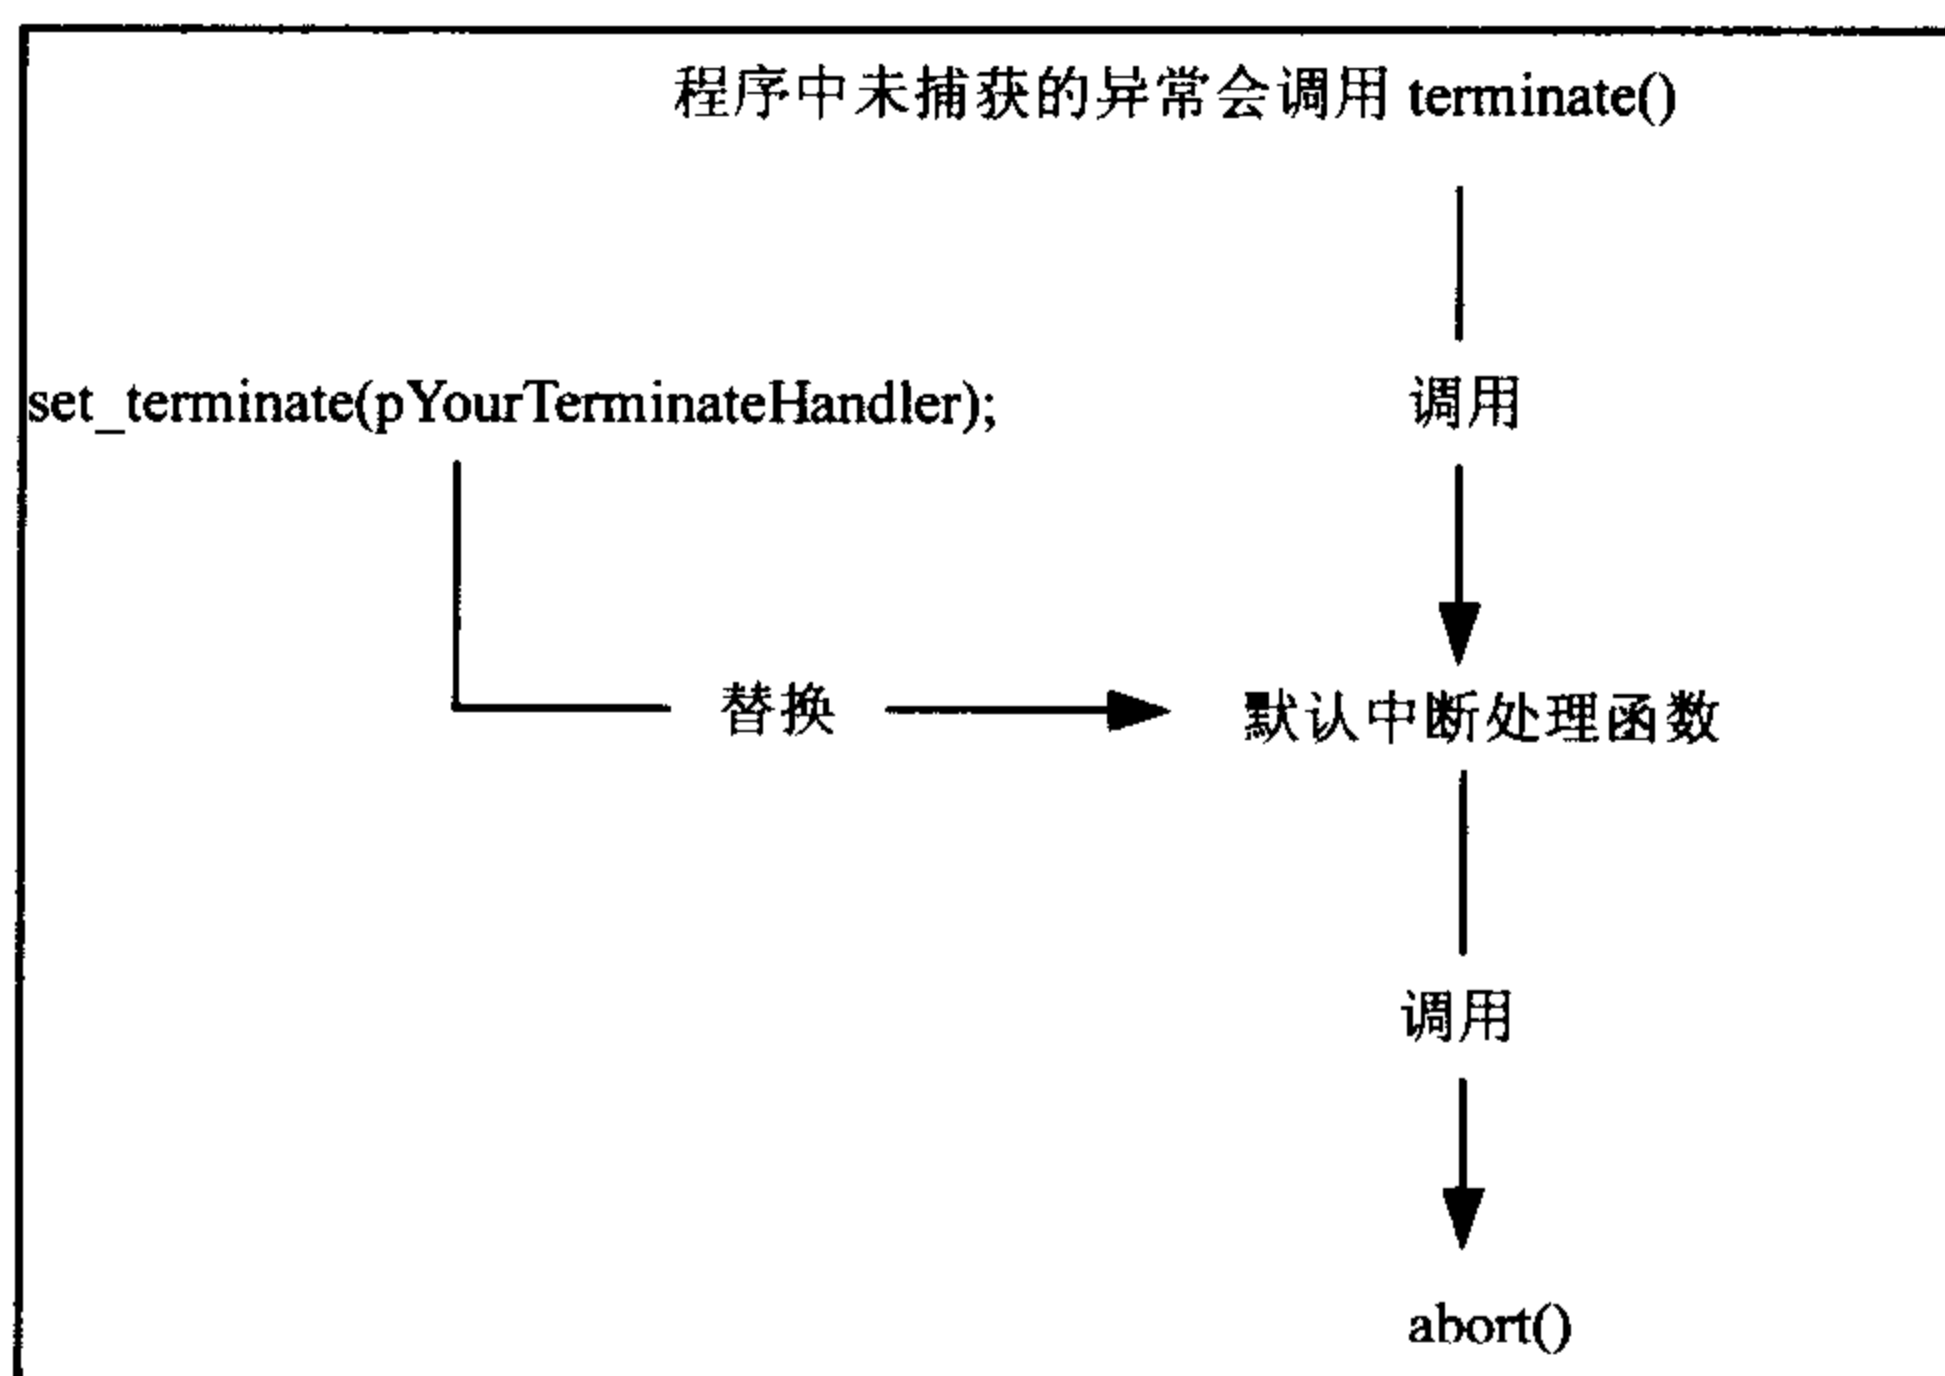 程序中未捕获的异常会调用 terminate()
set_terminate(pYourTerminateHandler);
调用
替换
默认中断处理函数
调用
abort()